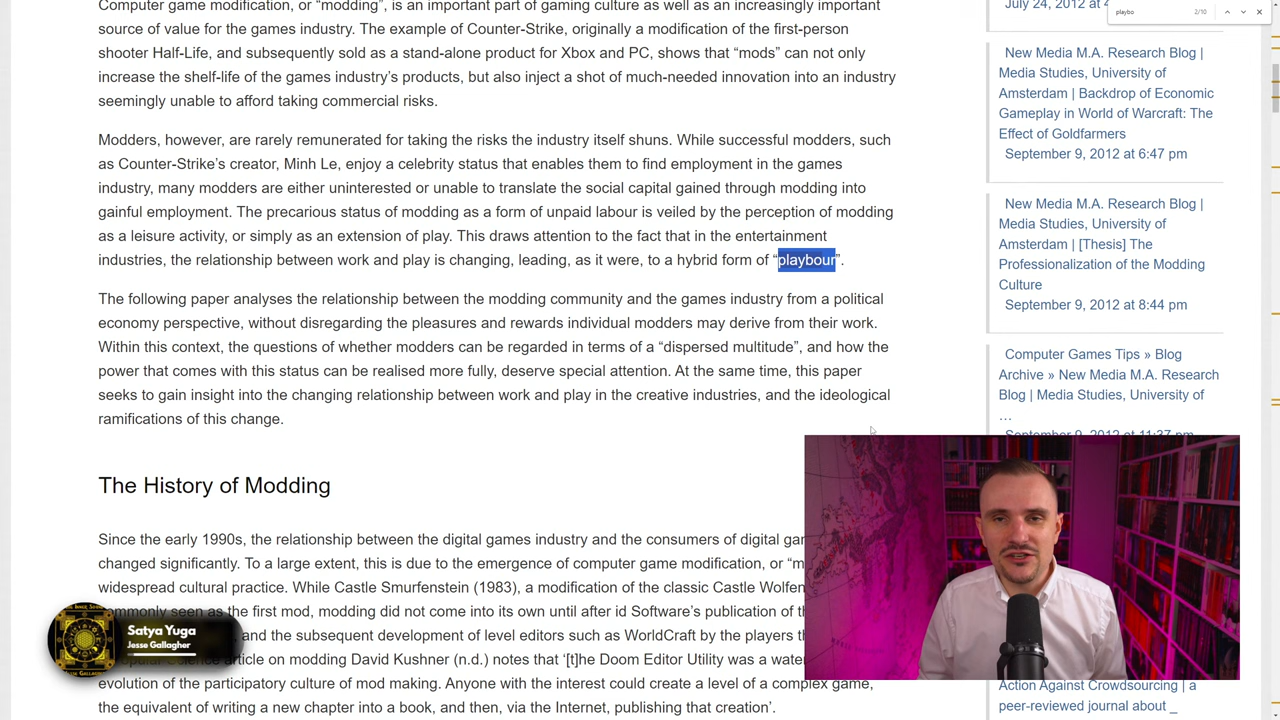 Computer game modification, or “modding”, is an important part of gaming culture as well as an increasingly important
source of value for the games industry. The example of Counter-Strike, originally a modification of the first-person
shooter Half-Life, and subsequently sold as a stand-alone product for Xbox and PC, shows that “mods” can not only
increase the shelf-life of the games industry’s products, but also inject a shot of much-needed innovation into an industry
seemingly unable to afford taking commercial risks.
Modders, however, are rarely remunerated for taking the risks the industry itself shuns. While successful modders, such
as Counter-Strike’s creator, Minh Le, enjoy a celebrity status that enables them to find employment in the games
industry, many modders are either uninterested or unable to translate the social capital gained through modding into
gainful employment. The precarious status of modding as a form of unpaid labour is veiled by the perception of modding
as a leisure activity, or simply as an extension of play. This draws attention to the fact that in the entertainment
industries, the relationship between work and play is changing, leading, as it were, to a hybrid form of “playbour”.
The following paper analyses the relationship between the modding community and the games industry from a political
economy perspective, without disregarding the pleasures and rewards individual modders may derive from their work.
Within this context, the questions of whether modders can be regarded in terms of a “dispersed multitude”, and how the
power that comes with this status can be realised more fully, deserve special attention. At the same time, this paper
seeks to gain insight into the changing relationship between work and play in the creative industries, and the ideological
ramifications of this change.
The History of Modding
Since the early 1990s, the relationship between the digital games industry and the consumers of digital
changed significantly. To a large extent, this is due to the emergence of computer game modification, or
widespread cultural practice. While Castle Smurfenstein (1983), a modification of the classic Castle
commonly seen as the first mod, modding did not come into its own until after id Software’s publication of
and the subsequent development of level editors such as WorldCraft by the players
article on modding David Kushner (n.d.) notes that ‘[t]he Doom Editor Utility was a
evolution of the participatory culture of mod making. Anyone with the interest could create a level of a complex game,
the equivalent of writing a new chapter into a book, and then, via the Internet, publishing that creation’.
July 24, 2012 at
New Media M.A. Research Blog |
Media Studies, University of
Amsterdam | Backdrop of Economic
Gameplay in World of Warcraft: The
Effect of Goldfarmers
September 9, 2012 at 6:47 pm
New Media M.A. Research Blog |
Media Studies, University of
Amsterdam | [Thesis] The
Professionalization of the Modding
Culture
September 9, 2012 at 8:44 pm
Computer Games Tips » Blog
Archive » New Media M.A. Research
Blog | Media Studies, University of
…
September 9, 2012 at 11:37 pm
Action Against Crowdsourcing | a
peer-reviewed journal about _
playbo 2/10
Satya Yuga
Jesse Gallagher